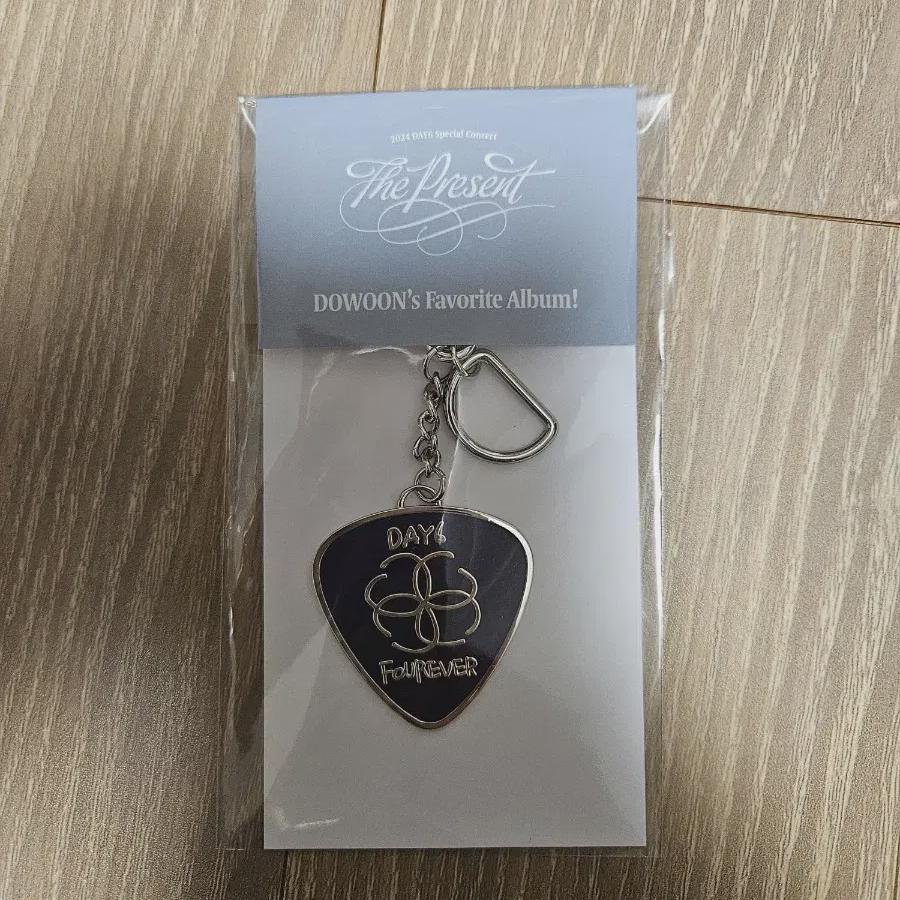 2024 DAY6 Special Concert
The Present
DOWOON's Favorite Album!
DAY6
FOUREVER